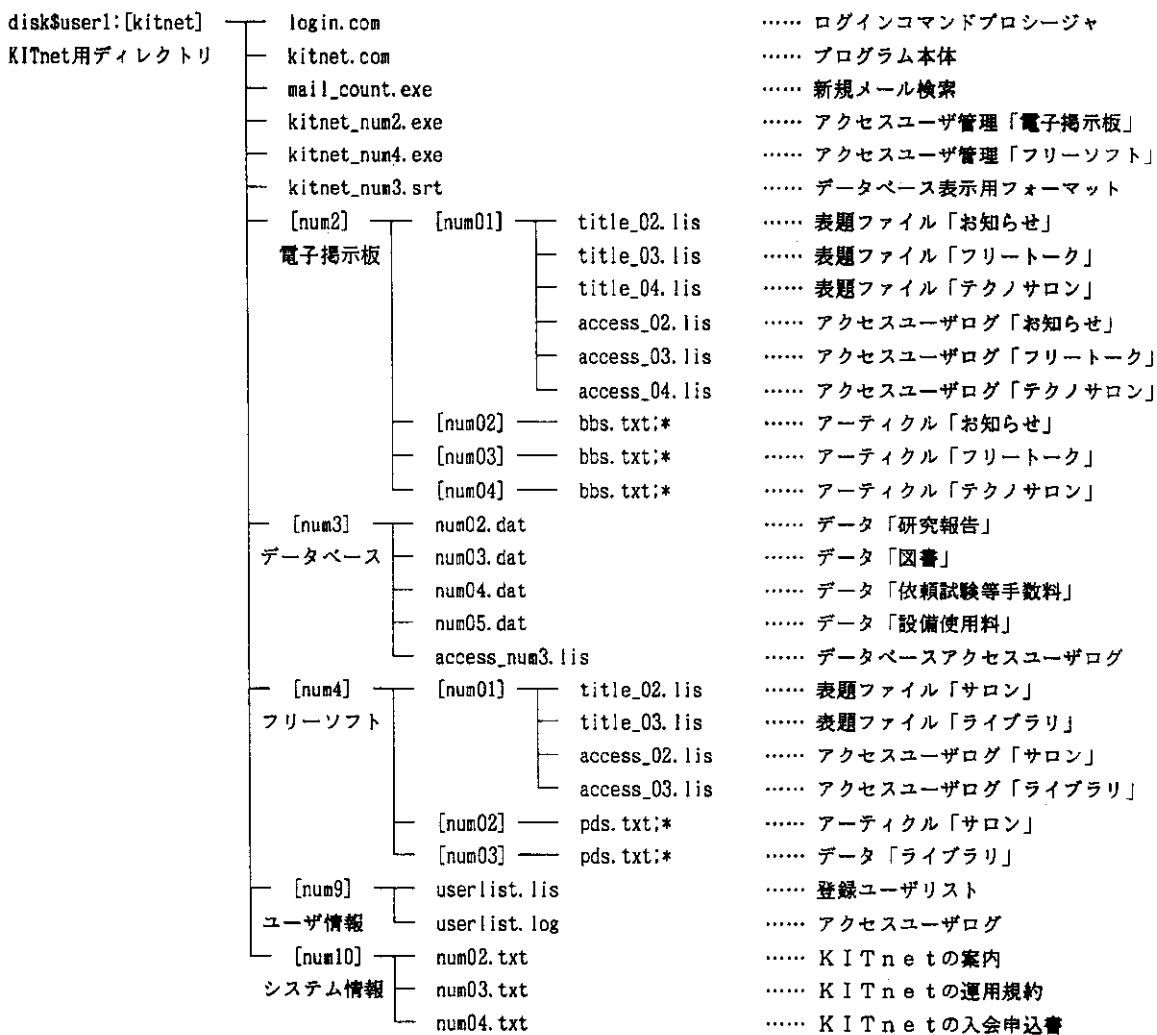 disk$user1:[kitnet] login.com …… ログインコマンドプロシージャ
KITnet用ディレクトリ kitnet.com …… プログラム本体
mail_count.exe …… 新規メール検索
kitnet_num2.exe …… アクセスユーザ管理「電子掲示板」
kitnet_num4.exe …… アクセスユーザ管理「フリーソフト」
kitnet_num3.srt …… データベース表示用フォーマット
[num2] [num01] title_02.lis …… 表題ファイル「お知らせ」
電子掲示板 title_03.lis …… 表題ファイル「フリートーク」
title_04.lis …… 表題ファイル「テクノサロン」
access_02.lis …… アクセスユーザログ「お知らせ」
access_03.lis …… アクセスユーザログ「フリートーク」
access_04.lis …… アクセスユーザログ「テクノサロン」
[num02] bbs.txt;* …… アーティクル「お知らせ」
[num03] bbs.txt;* …… アーティクル「フリートーク」
[num04] bbs.txt;* …… アーティクル「テクノサロン」
[num3] num02.dat …… データ「研究報告」
データベース num03.dat …… データ「図書」
num04.dat …… データ「依頼試験等手数料」
num05.dat …… データ「設備使用料」
access_num3.lis …… データベースアクセスユーザログ
[num4] [num01] title_02.lis …… 表題ファイル「サロン」
フリーソフト title_03.lis …… 表題ファイル「ライブラリ」
access_02.lis …… アクセスユーザログ「サロン」
access_03.lis …… アクセスユーザログ「ライブラリ」
[num02] pds.txt;* …… アーティクル「サロン」
[num03] pds.txt;* …… データ「ライブラリ」
[num9] userlist.lis …… 登録ユーザリスト
ユーザ情報 userlist.log …… アクセスユーザログ
[num10] num02.txt …… KITnetの案内
システム情報 num03.txt …… KITnetの運用規約
num04.txt …… KITnetの入会申込書